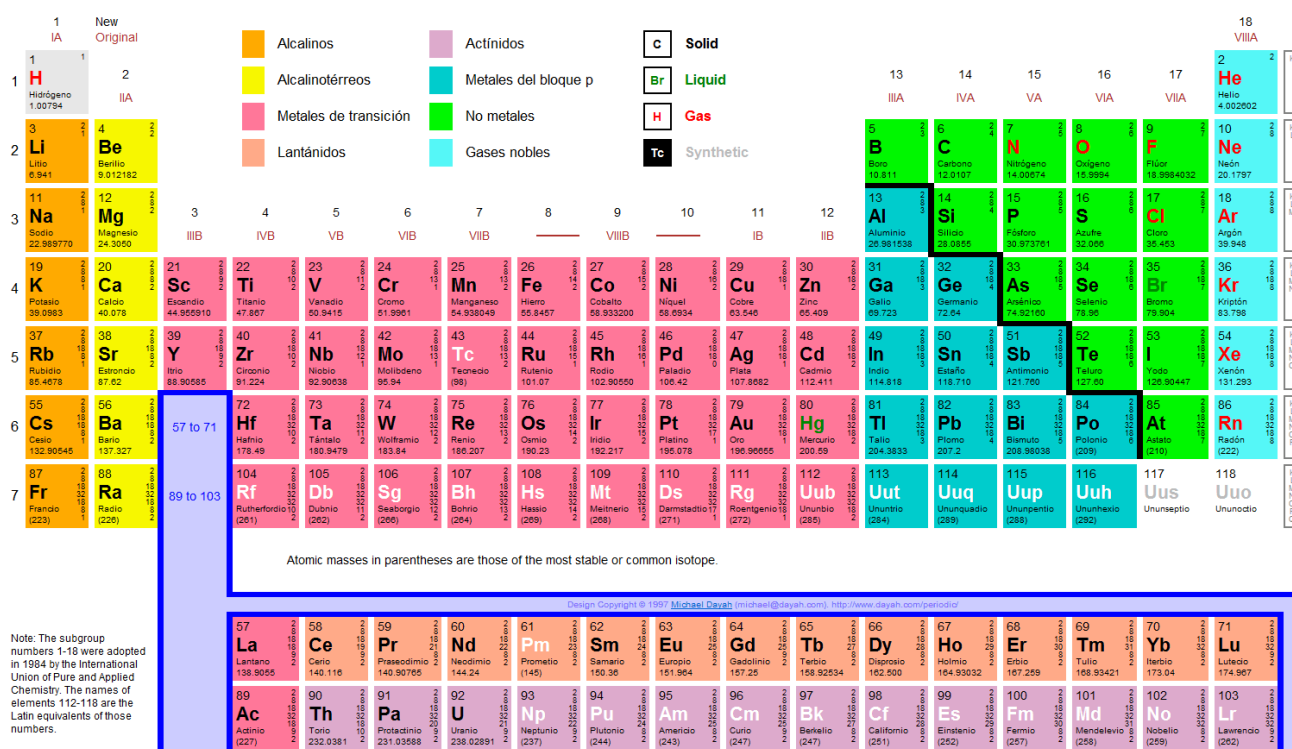 1 New 18
IA Original VIIIA
Alcalinos Actínidos C Solid
Alcalinotérreos Metales del bloque p Br Liquid
Metales de transición No metales H Gas
Lantánidos Gases nobles Tc Synthetic
2 13 14 15 16 17
IIA IIIA IVA VA VIA VIIA
3 4 5 6 7 8 9 10 11 12
IIIB IVB VB VIB VIIB VIIIB IB IIB
1
1 H Hidrógeno 1.00794
2 He Helio 4.002602
2
3 Li Litio 6.941
4 Be Berilio 9.012182
5 B Boro 10.811
6 C Carbono 12.0107
7 N Nitrógeno 14.00674
8 O Oxígeno 15.9994
9 F Flúor 18.9984032
10 Ne Neón 20.1797
3
11 Na Sodio 22.989770
12 Mg Magnesio 24.3050
13 Al Aluminio 26.981538
14 Si Silicio 28.0855
15 P Fósforo 30.973761
16 S Azufre 32.066
17 Cl Cloro 35.453
18 Ar Argón 39.948
4
19 K Potasio 39.0983
20 Ca Calcio 40.078
21 Sc Escandio 44.955910
22 Ti Titanio 47.867
23 V Vanadio 50.9415
24 Cr Cromo 51.9961
25 Mn Manganeso 54.938049
26 Fe Hierro 55.8457
27 Co Cobalto 58.933200
28 Ni Níquel 58.6934
29 Cu Cobre 63.546
30 Zn Zinc 65.409
31 Ga Galio 69.723
32 Ge Germanio 72.64
33 As Arsénico 74.92160
34 Se Selenio 78.96
35 Br Bromo 79.904
36 Kr Kriptón 83.798
5
37 Rb Rubidio 85.4678
38 Sr Estroncio 87.62
39 Y Itrio 88.90585
40 Zr Circonio 91.224
41 Nb Niobio 92.90638
42 Mo Molibdeno 95.94
43 Tc Tecnecio (98)
44 Ru Rutenio 101.07
45 Rh Rodio 102.90550
46 Pd Paladio 106.42
47 Ag Plata 107.8682
48 Cd Cadmio 112.411
49 In Indio 114.818
50 Sn Estaño 118.710
51 Sb Antimonio 121.760
52 Te Teluro 127.60
53 I Yodo 126.90447
54 Xe Xenón 131.293
6
55 Cs Cesio 132.90545
56 Ba Bario 137.327
57 to 71
72 Hf Hafnio 178.49
73 Ta Tántalo 180.9479
74 W Wolframio 183.84
75 Re Renio 186.207
76 Os Osmio 190.23
77 Ir Iridio 192.217
78 Pt Platino 195.078
79 Au Oro 196.96655
80 Hg Mercurio 200.59
81 Tl Talio 204.3833
82 Pb Plomo 207.2
83 Bi Bismuto 208.98038
84 Po Polonio (209)
85 At Astato (210)
86 Rn Radón (222)
7
87 Fr Francio (223)
88 Ra Radio (226)
89 to 103
104 Rf Rutherfordio (261)
105 Db Dubnio (262)
106 Sg Seaborgio (266)
107 Bh Bohrio (264)
108 Hs Hassio (269)
109 Mt Meitnerio (268)
110 Ds Darmstadtio (271)
111 Rg Roentgenio (272)
112 Uub Ununbio (285)
113 Uut Ununtrio (284)
114 Uuq Ununquadio (289)
115 Uup Ununpentio (288)
116 Uuh Ununhexio (292)
117 Uus Ununseptio
118 Uuo Ununoctio
Atomic masses in parentheses are those of the most stable or common isotope.
Design Copyright © 1997 Michael Dayah (michael@dayah.com). http://www.dayah.com/periodic/
Note: The subgroup
numbers 1-18 were adopted
in 1984 by the International
Union of Pure and Applied
Chemistry. The names of
elements 112-118 are the
Latin equivalents of those
numbers.
57 La Lantano 138.9055
58 Ce Cerio 140.116
59 Pr Praseodimio 140.90765
60 Nd Neodimio 144.24
61 Pm Prometio (145)
62 Sm Samario 150.36
63 Eu Europio 151.964
64 Gd Gadolinio 157.25
65 Tb Terbio 158.92534
66 Dy Disprosio 162.500
67 Ho Holmio 164.93032
68 Er Erbio 167.259
69 Tm Tulio 168.93421
70 Yb Iterbio 173.04
71 Lu Lutecio 174.967
89 Ac Actinio (227)
90 Th Torio 232.0381
91 Pa Protactinio 231.03588
92 U Uranio 238.02891
93 Np Neptunio (237)
94 Pu Plutonio (244)
95 Am Americio (243)
96 Cm Curio (247)
97 Bk Berkelio (247)
98 Cf Californio (251)
99 Es Einstenio (252)
100 Fm Fermio (257)
101 Md Mendelevio (258)
102 No Nobelio (259)
103 Lr Lawrencio (262)